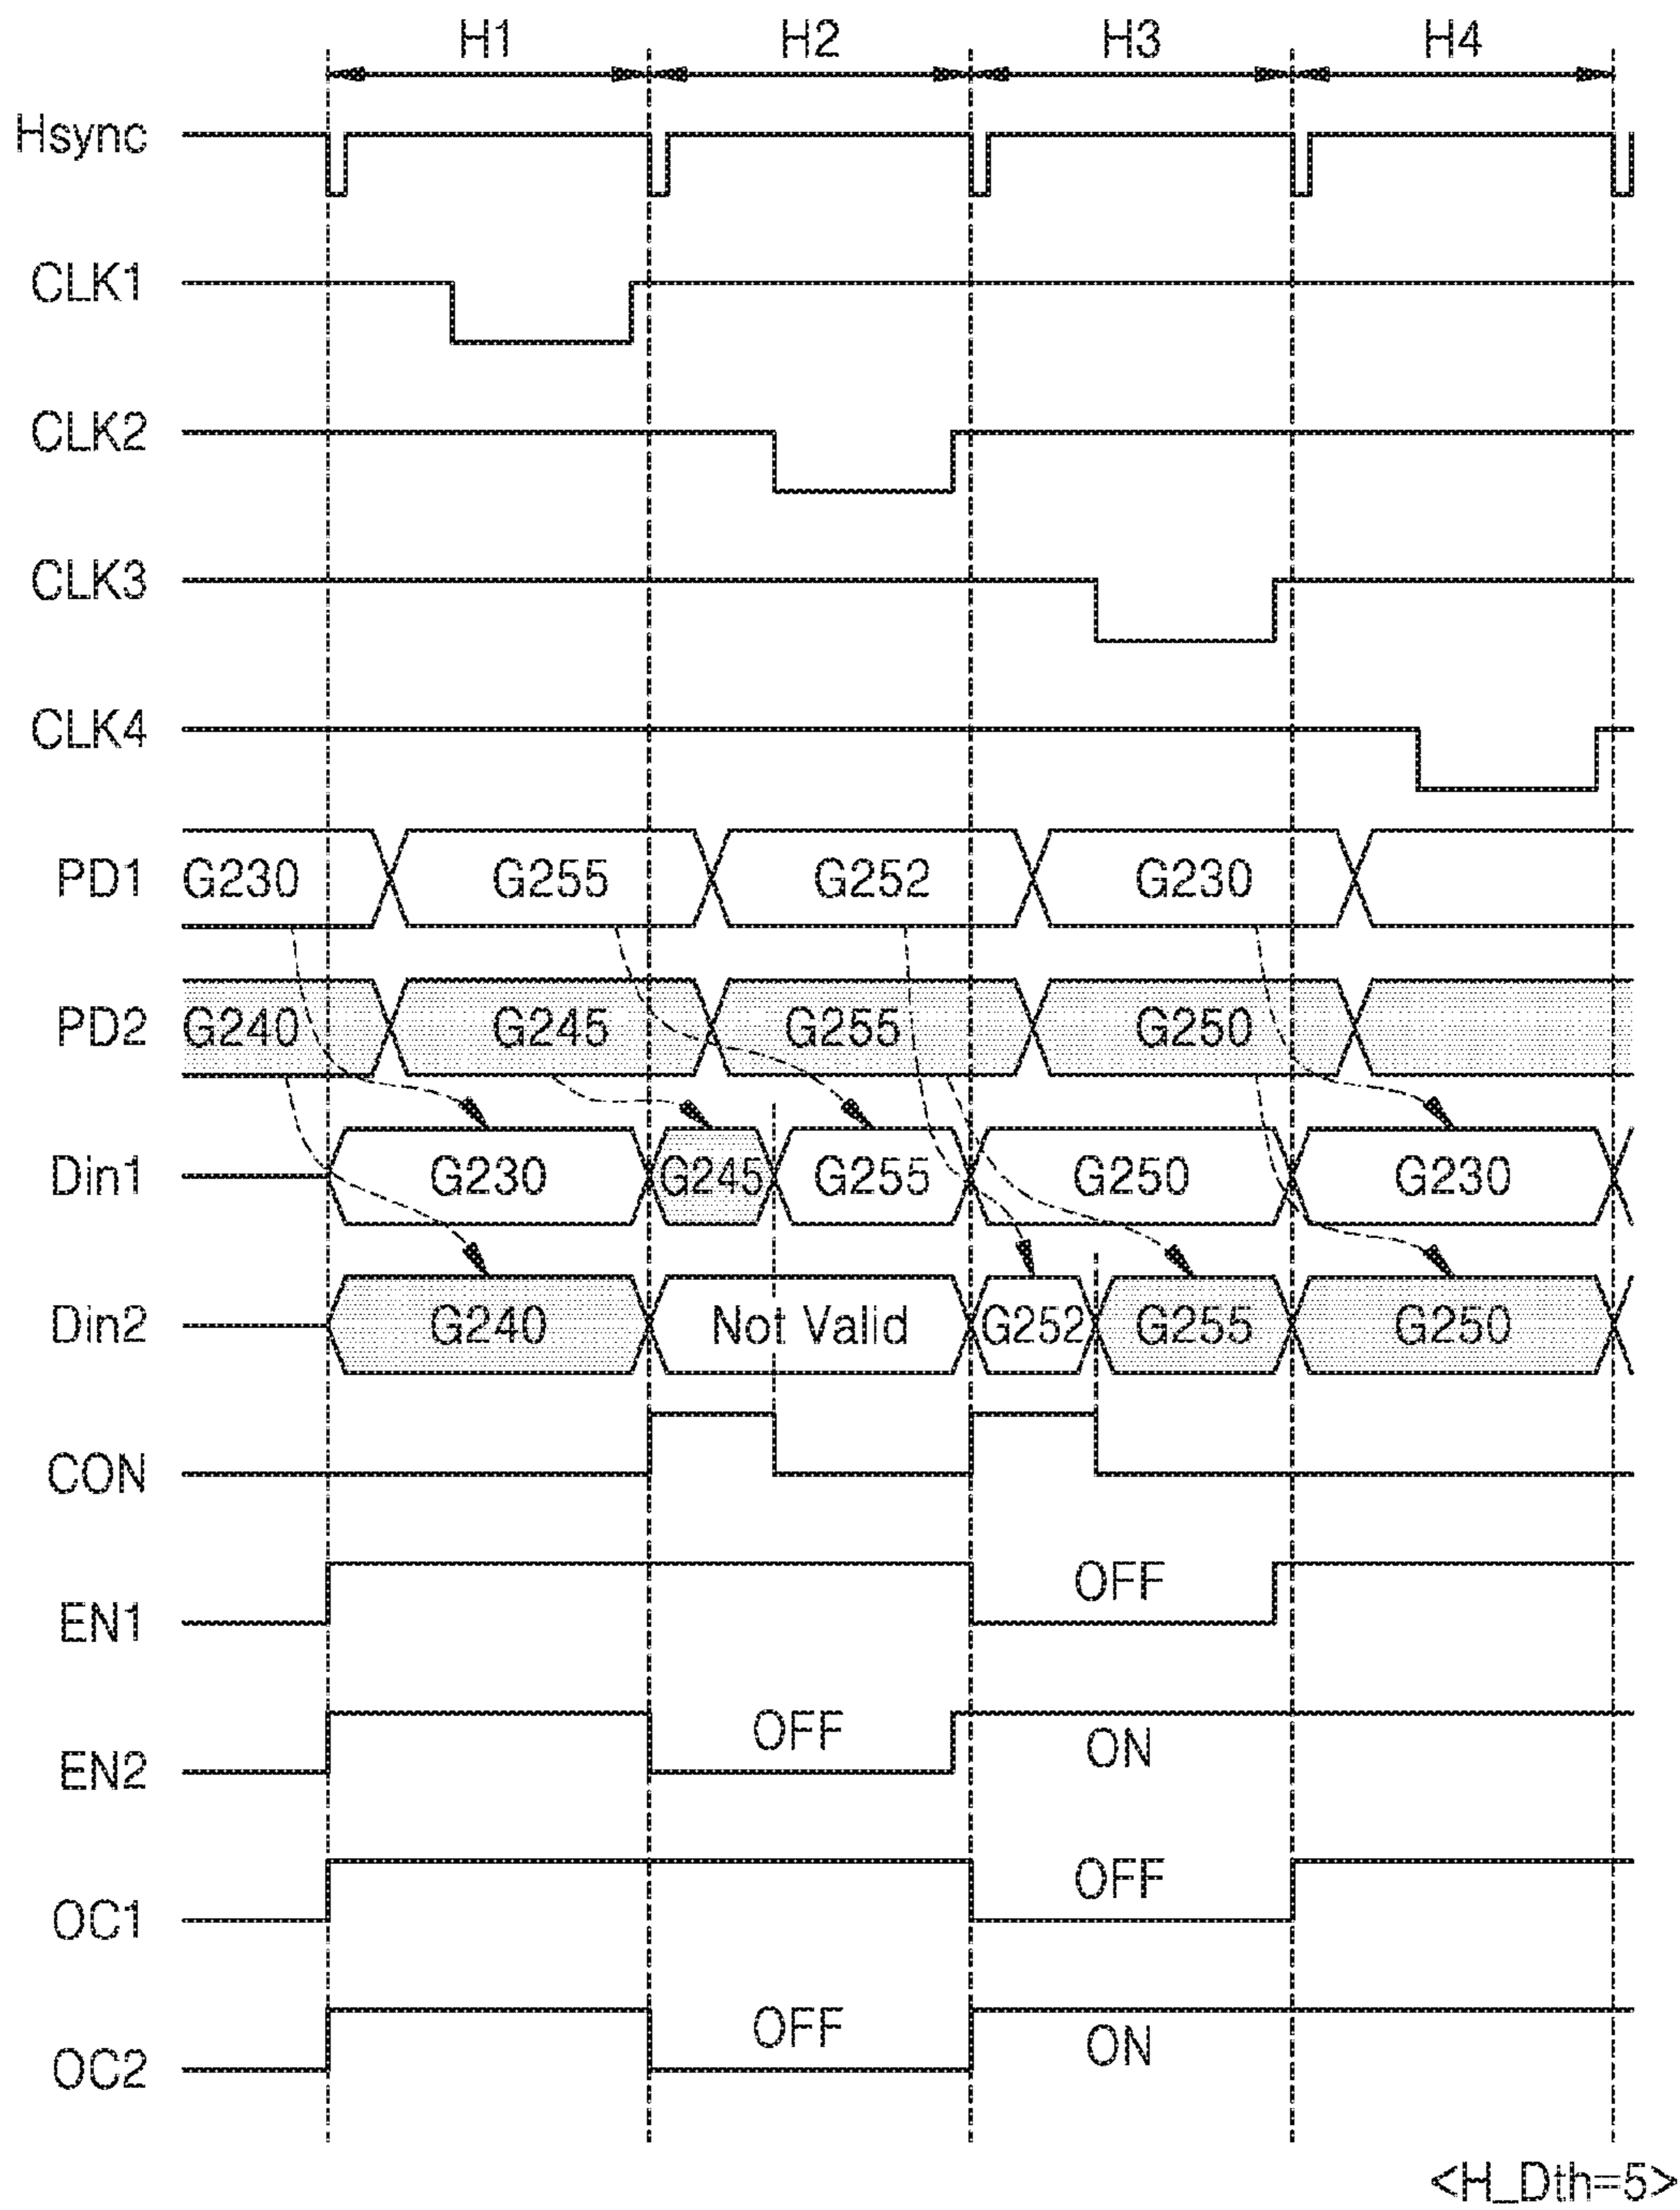 H1 H2 H3 H4
Hsync
CLK1
CLK2
CLK3
CLK4
PD1 G230 G255 G252 G230
PD2 G240 G245 G255 G250
Din1 G230 G245 G255 G250 G230
Din2 G240 Not Valid G252 G255 G250
CON
EN1 OFF
EN2 OFF ON
OC1 OFF
OC2 OFF ON
<H_Dth=5>